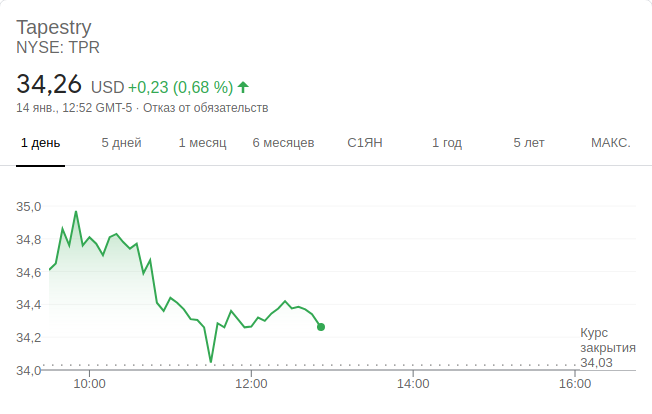 Tapestry
NYSE: TPR
34,26 USD +0,23 (0,68 %)
14 янв., 12:52 GMT-5 · Отказ от обязательств
1 день 5 дней 1 месяц 6 месяцев С1ЯН 1 год 5 лет МАКС.
35,0
34,8
34,6
34,4
34,2
34,0
Курс
закрытия
34,03
10:00 12:00 14:00 16:00